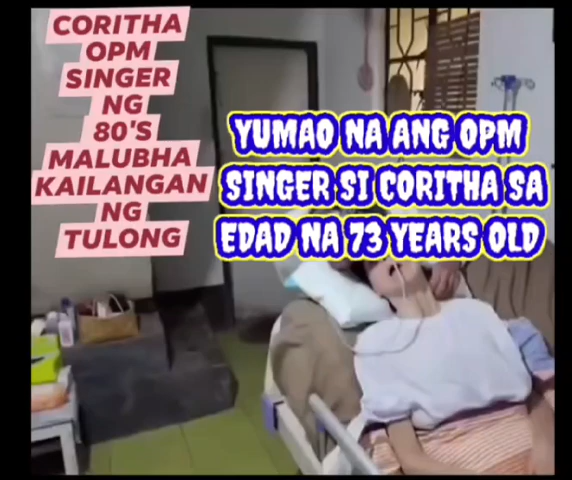 CORITHA
OPM
SINGER
NG
80'S
MALUBHA
KAILANGAN
NG
TULONG
YUMAO NA ANG OPM
SINGER SI CORITHA SA
EDAD NA 73 YEARS OLD